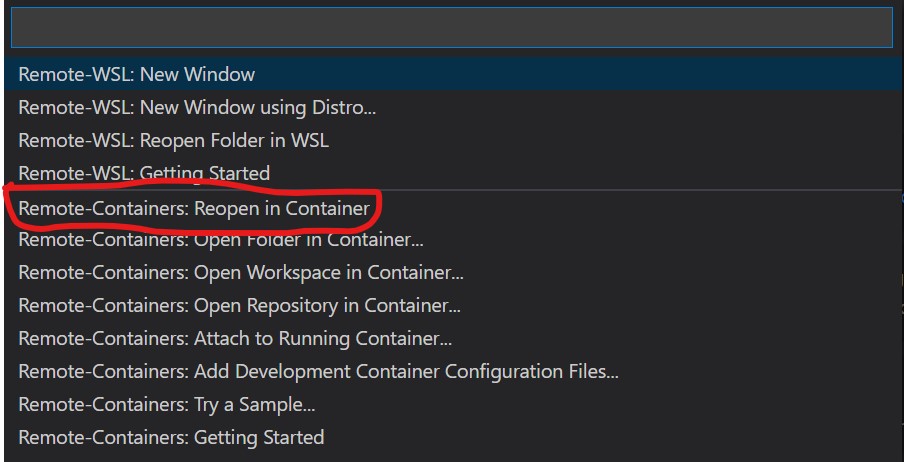 Remote-WSL: New Window
Remote-WSL: New Window using Distro...
Remote-WSL: Reopen Folder in WSL
Remote-WSL: Getting Started
Remote-Containers: Reopen in Container
Remote-Containers: Open Folder in Container...
Remote-Containers: Open Workspace in Container...
Remote-Containers: Open Repository in Container...
Remote-Containers: Attach to Running Container...
Remote-Containers: Add Development Container Configuration Files...
Remote-Containers: Try a Sample...
Remote-Containers: Getting Started